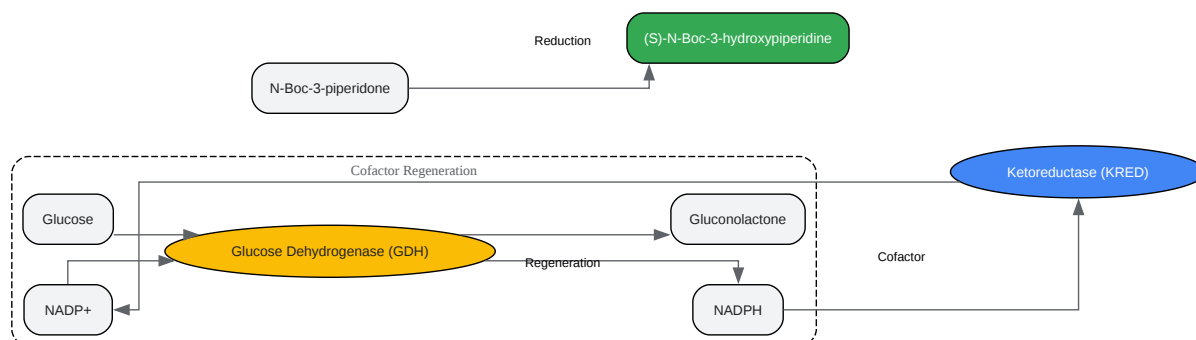 (S)-N-Boc-3-hydroxypiperidine
Reduction
N-Boc-3-piperidone
Cofactor Regeneration
Ketoreductase (KRED)
Glucose
Gluconolactone
Glucose Dehydrogenase (GDH)
Regeneration
Cofactor
NADP+
NADPH